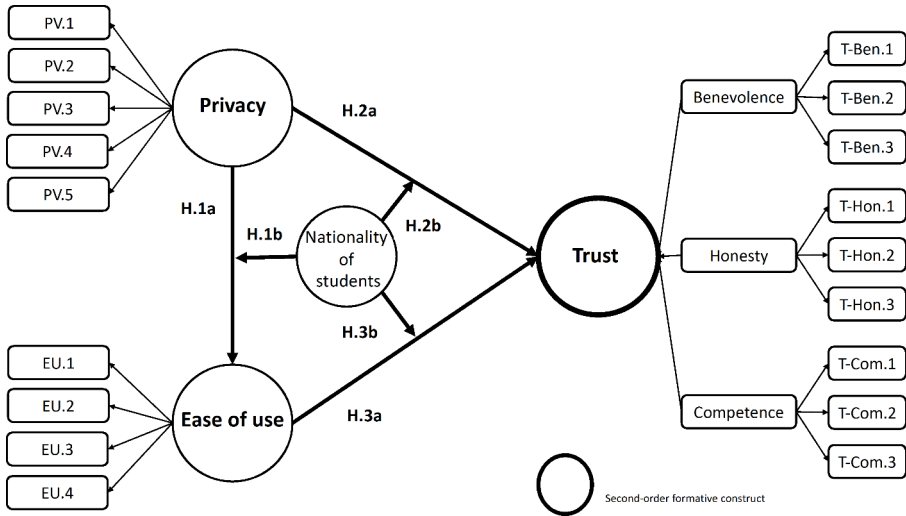 PV.1
PV.2
PV.3
PV.4
PV.5
Privacy
H.2a
H.1a
H.1b
Nationality
of
students
H.2b
H.3b
H.3a
EU.1
EU.2
EU.3
EU.4
Ease of use
Trust
Benevolence
T-Ben.1
T-Ben.2
T-Ben.3
Honesty
T-Hon.1
T-Hon.2
T-Hon.3
Competence
T-Com.1
T-Com.2
T-Com.3
Second-order formative construct